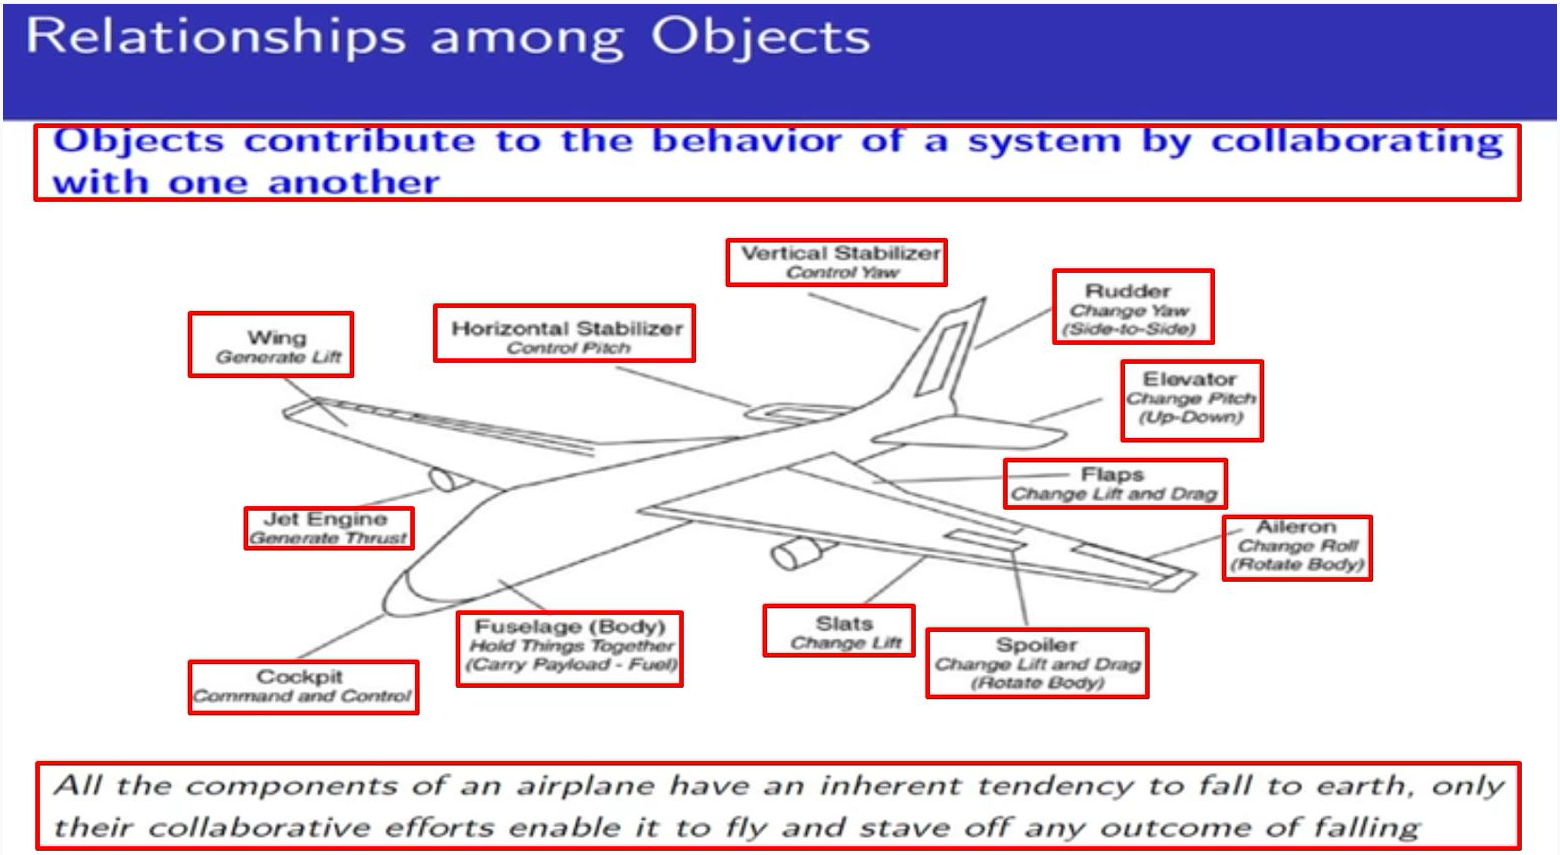 Relationships among Objects
Objects contribute to the behavior of a system by collaborating
with one another
Vertical Stabilizer
Control Yaw
Rudder
Change Yaw
(Side-to-Side)
Horizontal Stabilizer
Control Pitch
Wing
Generate Lift
Elevator
Change Pitch
(Up-Down)
Flaps
Change Lift and Drag
Jet Engine
Generate Thrust
Aileron
Change Roll
(Rotate Body)
Fuselage (Body)
Hold Things Together
(Carry Payload - Fuel)
Slats
Change Lift
Spoiler
Change Lift and Drag
(Rotate Body)
Cockpit
Command and Control
All the components of an airplane have an inherent tendency to fall to earth, only
their collaborative efforts enable it to fly and stave off any outcome of falling